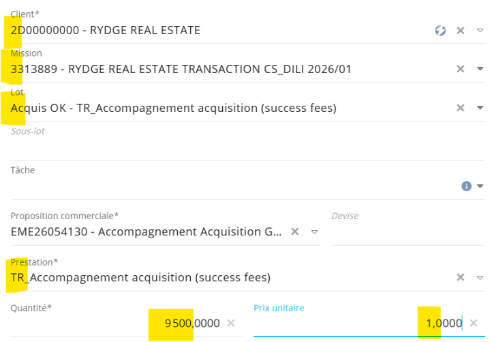 Client*
2D00000000 - RYDGE REAL ESTATE
Mission
3313889 - RYDGE REAL ESTATE TRANSACTION CS_DILI 2026/01
Lot
Acquis OK - TR_Accompagnement acquisition (success fees)
Sous-lot
Tâche
Proposition commerciale* Devise
EME26054130 - Accompagnement Acquisition G...
Prestation*
TR_Accompagnement acquisition (success fees)
Quantité* Prix unitaire
9 500,0000 1,0000